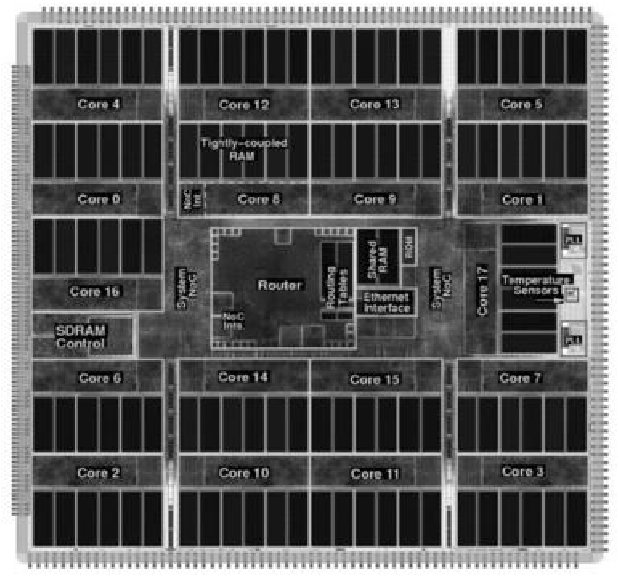 Core 4
Core 12
Core 13
Core 5
Tightly-coupled
RAM
Core 0
NoC
Int
Core 8
Core 9
Core 1
Core 16
System
NoC
Router
Routing
Tables
NoC
Ints
Shared
RAM
ROM
Ethernet
Interface
System
NoC
Core 17
Temperature
Sensors
PLL
PLL
SDRAM
Control
Core 6
Core 14
Core 15
Core 7
Core 2
Core 10
Core 11
Core 3